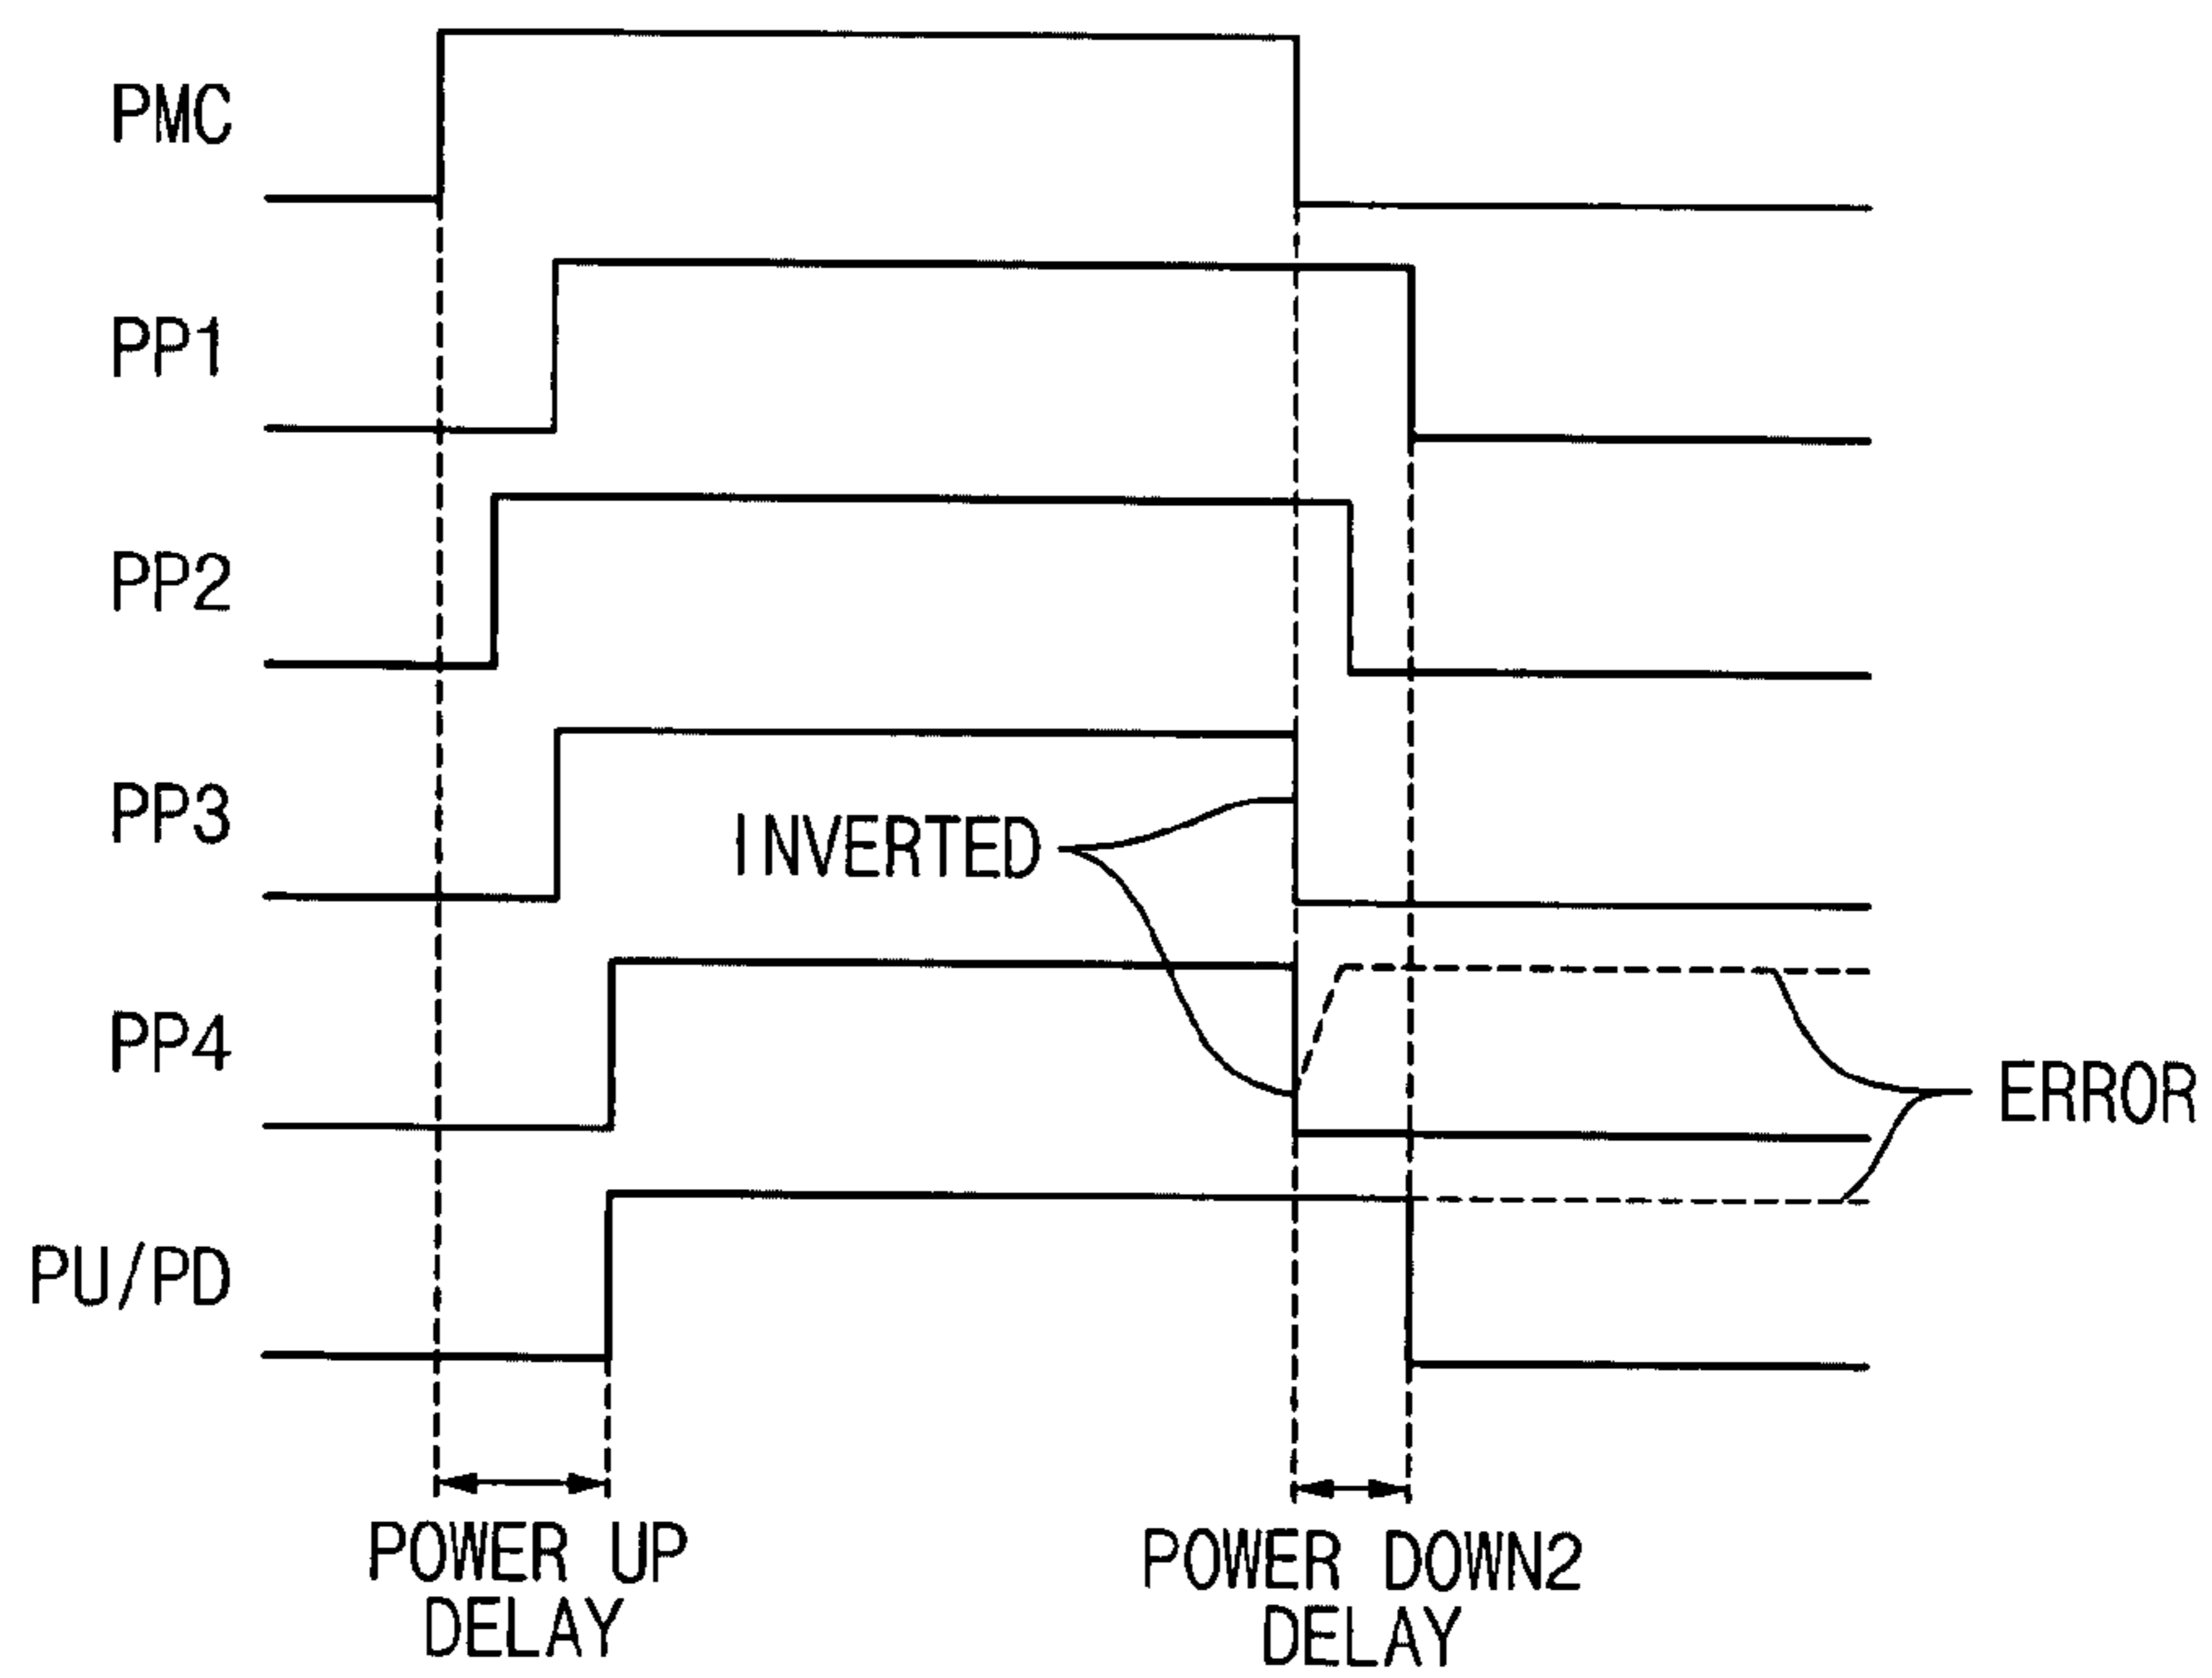 PMC
PP1
PP2
PP3
INVERTED
PP4
ERROR
PU/PD
POWER UP
DELAY
POWER DOWN2
DELAY